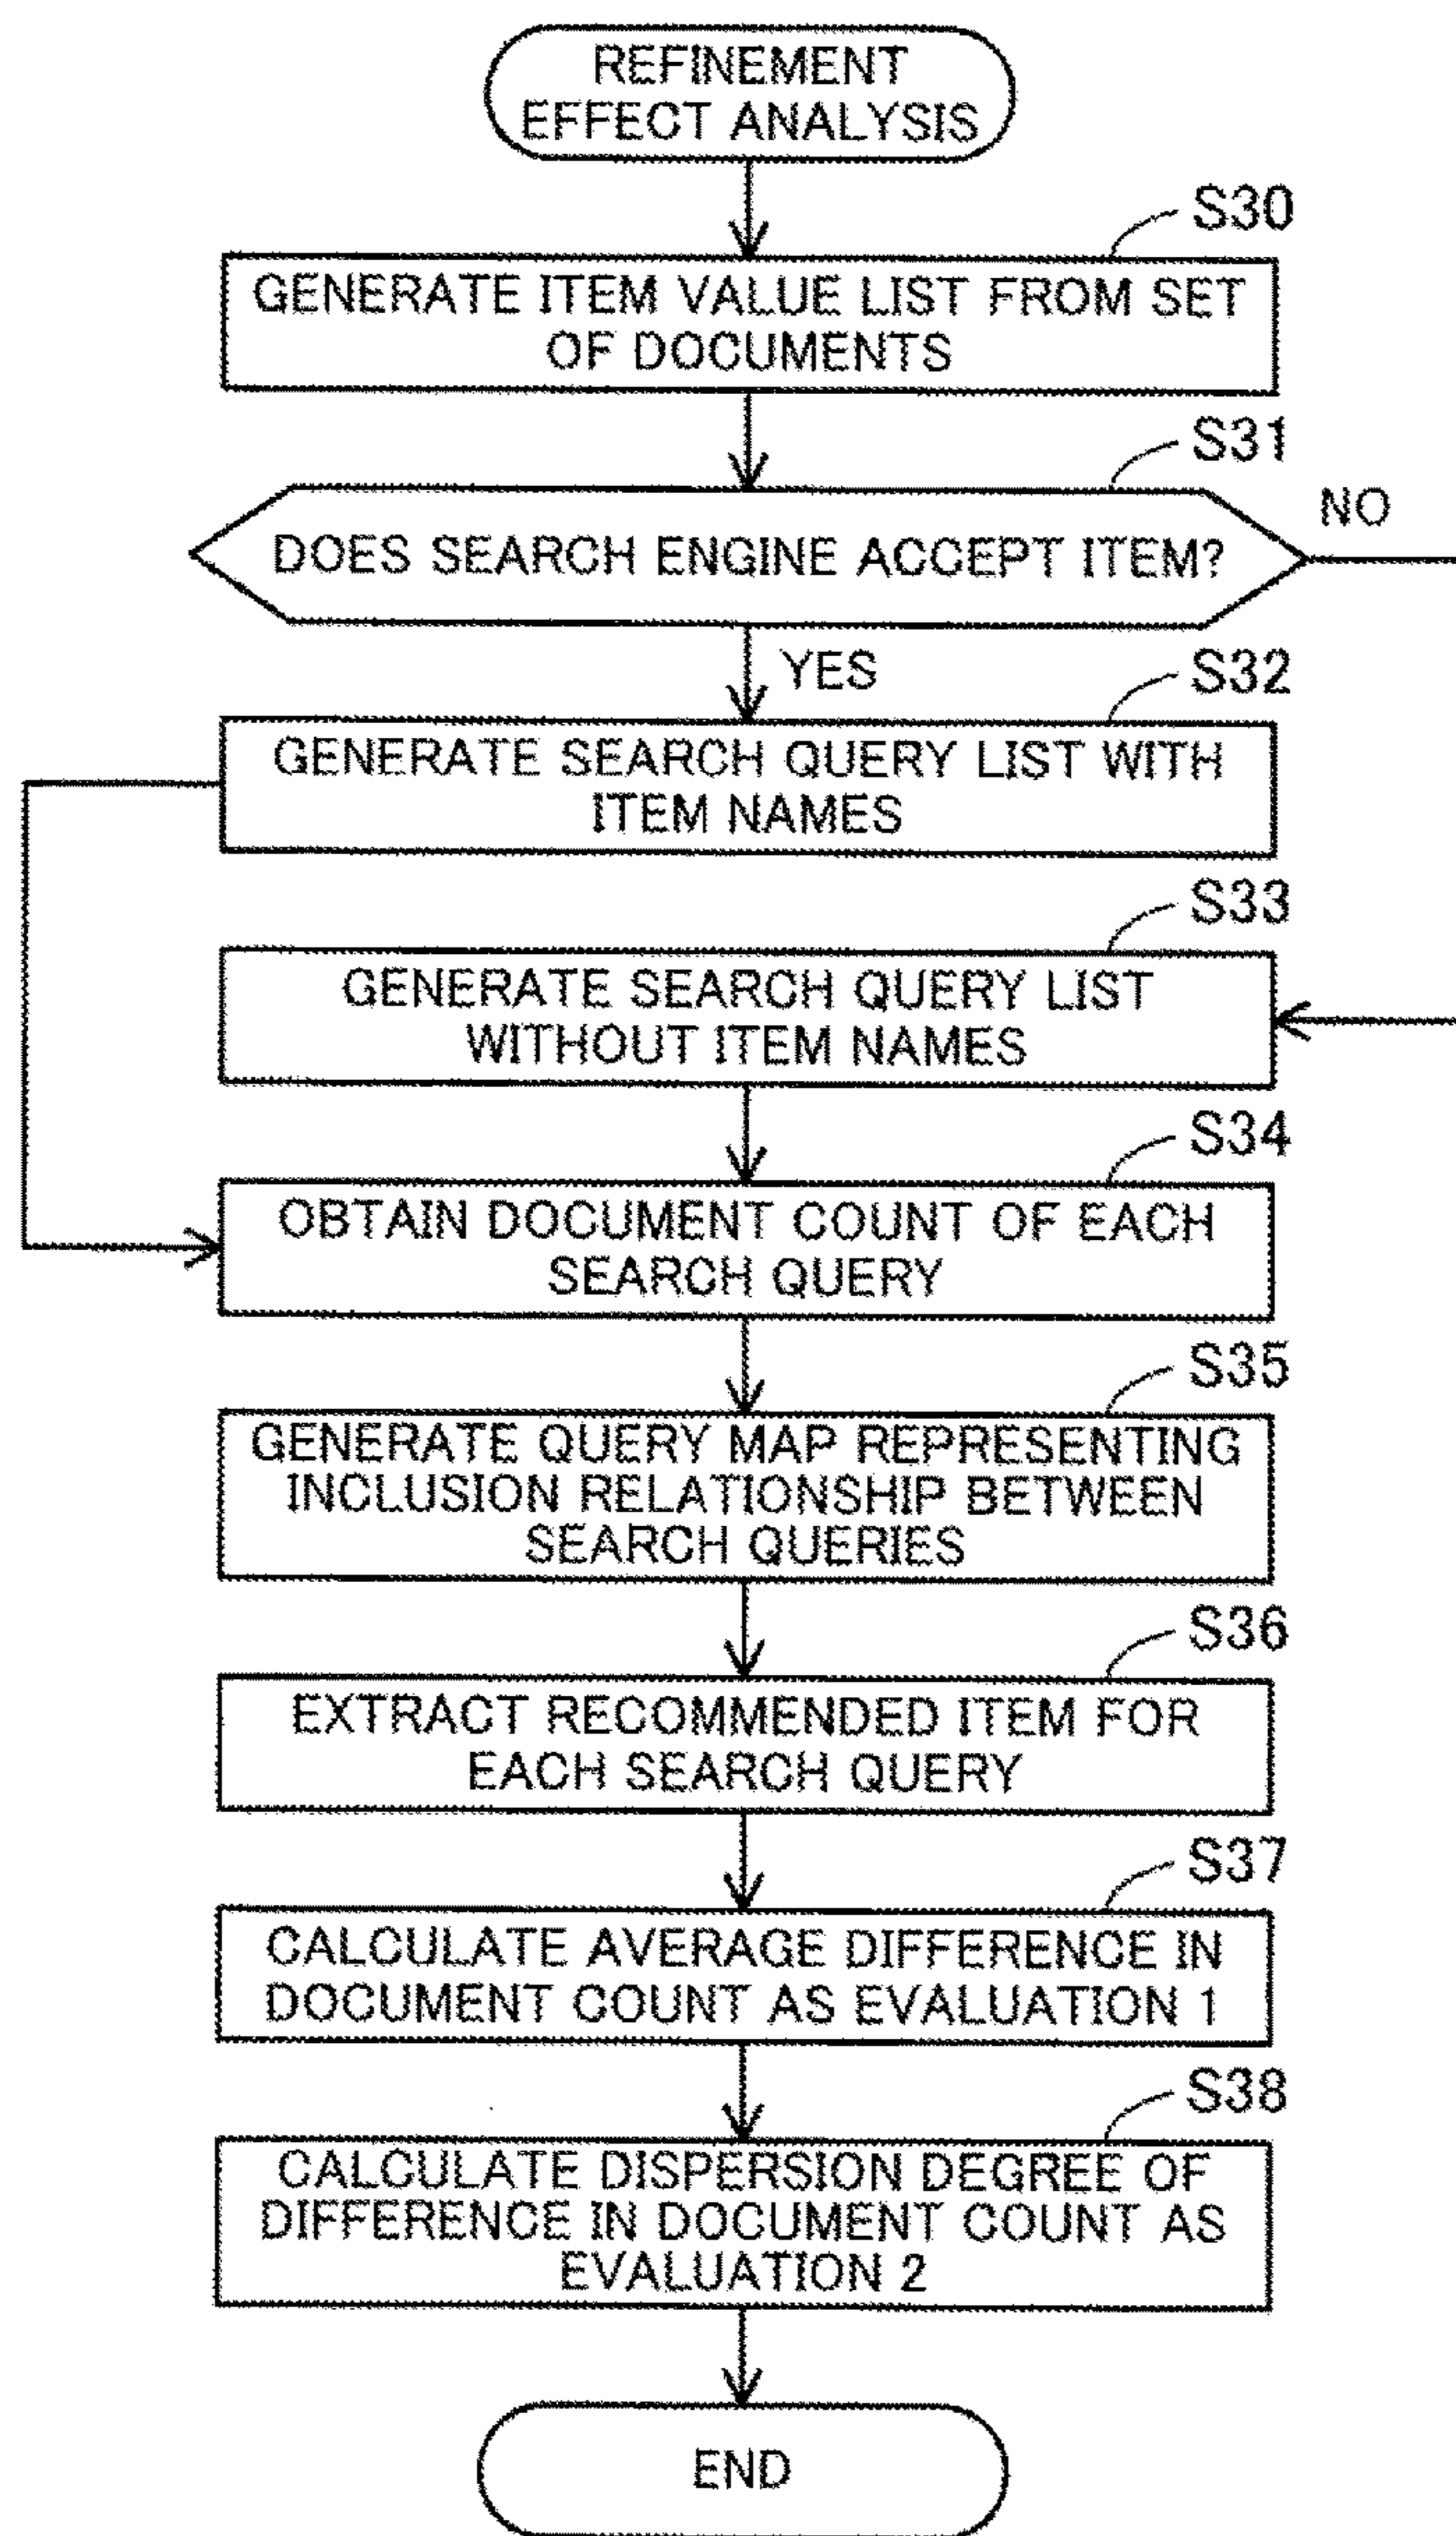 REFINEMENT
EFFECT ANALYSIS
S30
GENERATE ITEM VALUE LIST FROM SET
OF DOCUMENTS
S31
DOES SEARCH ENGINE ACCEPT ITEM?
NO
YES
S32
GENERATE SEARCH QUERY LIST WITH
ITEM NAMES
S33
GENERATE SEARCH QUERY LIST
WITHOUT ITEM NAMES
S34
OBTAIN DOCUMENT COUNT OF EACH
SEARCH QUERY
S35
GENERATE QUERY MAP REPRESENTING
INCLUSION RELATIONSHIP BETWEEN
SEARCH QUERIES
S36
EXTRACT RECOMMENDED ITEM FOR
EACH SEARCH QUERY
S37
CALCULATE AVERAGE DIFFERENCE IN
DOCUMENT COUNT AS EVALUATION 1
S38
CALCULATE DISPERSION DEGREE OF
DIFFERENCE IN DOCUMENT COUNT AS
EVALUATION 2
END